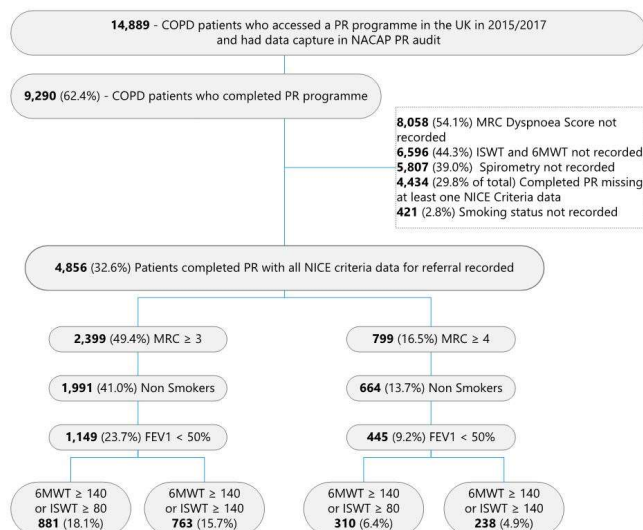 14,889 - COPD patients who accessed a PR programme in the UK in 2015/2017
and had data capture in NACAP PR audit
9,290 (62.4%) - COPD patients who completed PR programme
8,058 (54.1%) MRC Dyspnoea Score not
recorded
6,596 (44.3%) ISWT and 6MWT not recorded
5,807 (39.0%) Spirometry not recorded
4,434 (29.8% of total) Completed PR missing
at least one NICE Criteria data
421 (2.8%) Smoking status not recorded
4,856 (32.6%) Patients completed PR with all NICE criteria data for referral recorded
2,399 (49.4%) MRC ≥ 3
799 (16.5%) MRC ≥ 4
1,991 (41.0%) Non Smokers
664 (13.7%) Non Smokers
1,149 (23.7%) FEV1 < 50%
445 (9.2%) FEV1 < 50%
6MWT ≥ 140
or ISWT ≥ 80
881 (18.1%)
6MWT ≥ 140
or ISWT ≥ 140
763 (15.7%)
6MWT ≥ 140
or ISWT ≥ 80
310 (6.4%)
6MWT ≥ 140
or ISWT ≥ 140
238 (4.9%)